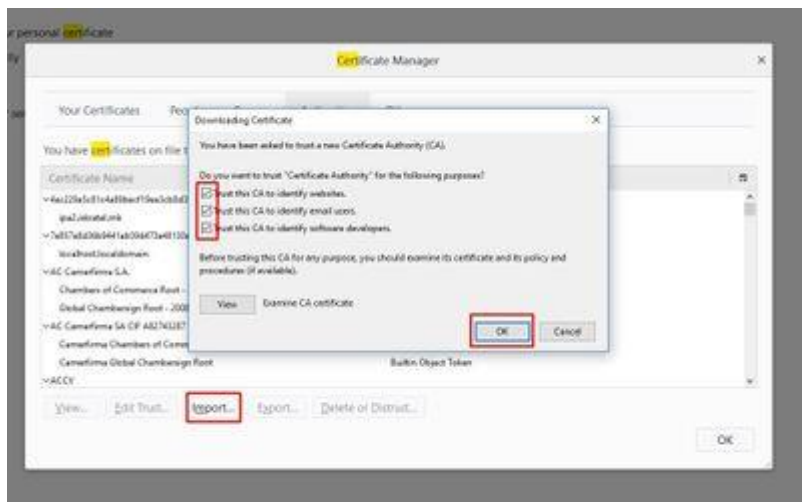 r personal certificate
Certificate Manager
Your Certificates
You have certificates on file t
Certificate Name
ipa2.intratel.mk
localhost.localdomain
AC Camerfirma S.A.
Chambers of Commerce Root -
Global Chambersign Root - 2008
AC Camerfirma SA CIF A82743287
Camerfirma Chambers of Comm
Camerfirma Global Chambersign Root Builtin Object Token
ACCV
Downloading Certificate
You have been asked to trust a new Certificate Authority (CA).
Do you want to trust "Certificate Authority" for the following purposes?
Trust this CA to identify websites.
Trust this CA to identify email users.
Trust this CA to identify software developers.
Before trusting this CA for any purpose, you should examine its certificate and its policy and
procedures (if available).
View Examine CA certificate
OK Cancel
View... Edit Trust... Import... Export... Delete or Distrust...
OK